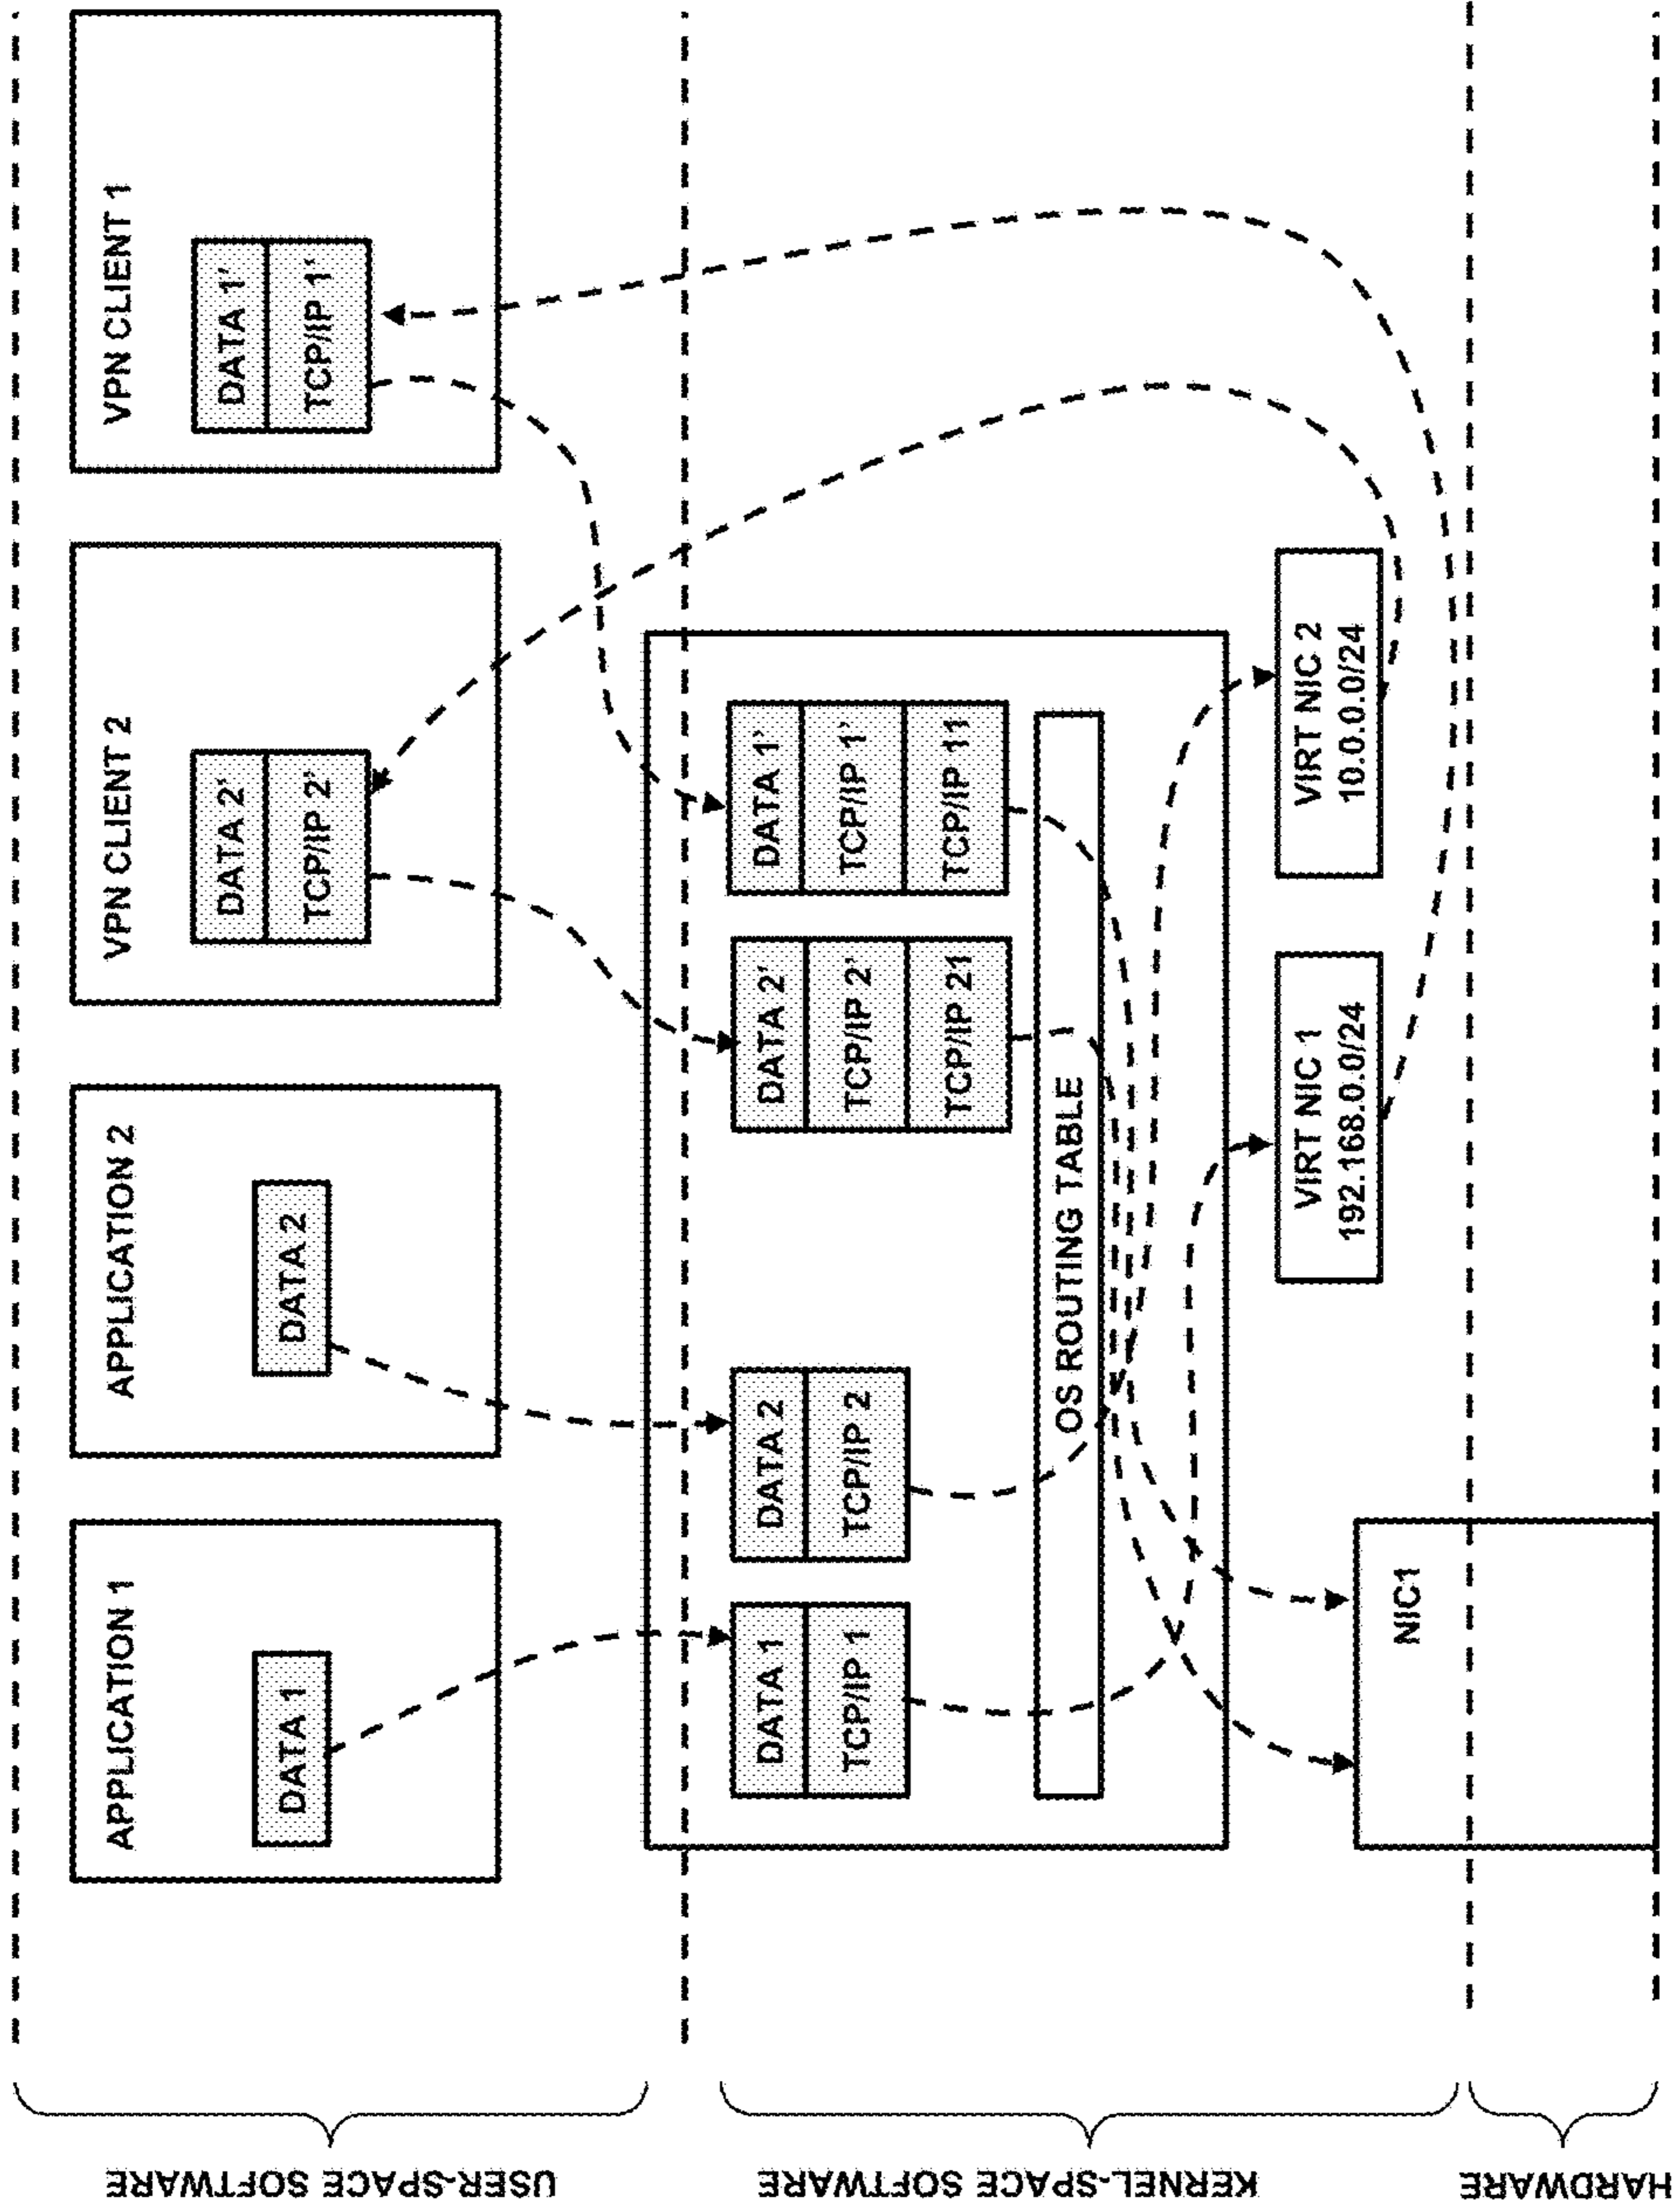 APPLICATION 1
DATA 1
APPLICATION 2
DATA 2
VPN CLIENT 2
DATA 2'
TCP/IP 2'
VPN CLIENT 1
DATA 1'
TCP/IP 1'
DATA 1
TCP/IP 1
DATA 2
TCP/IP 2
DATA 2'
TCP/IP 2'
TCP/IP 21
DATA 1'
TCP/IP 1'
TCP/IP 11
OS ROUTING TABLE
VIRT NIC 1
192.168.0.0/24
VIRT NIC 2
10.0.0.0/24
NIC1
USER-SPACE SOFTWARE
KERNEL-SPACE SOFTWARE
HARDWARE